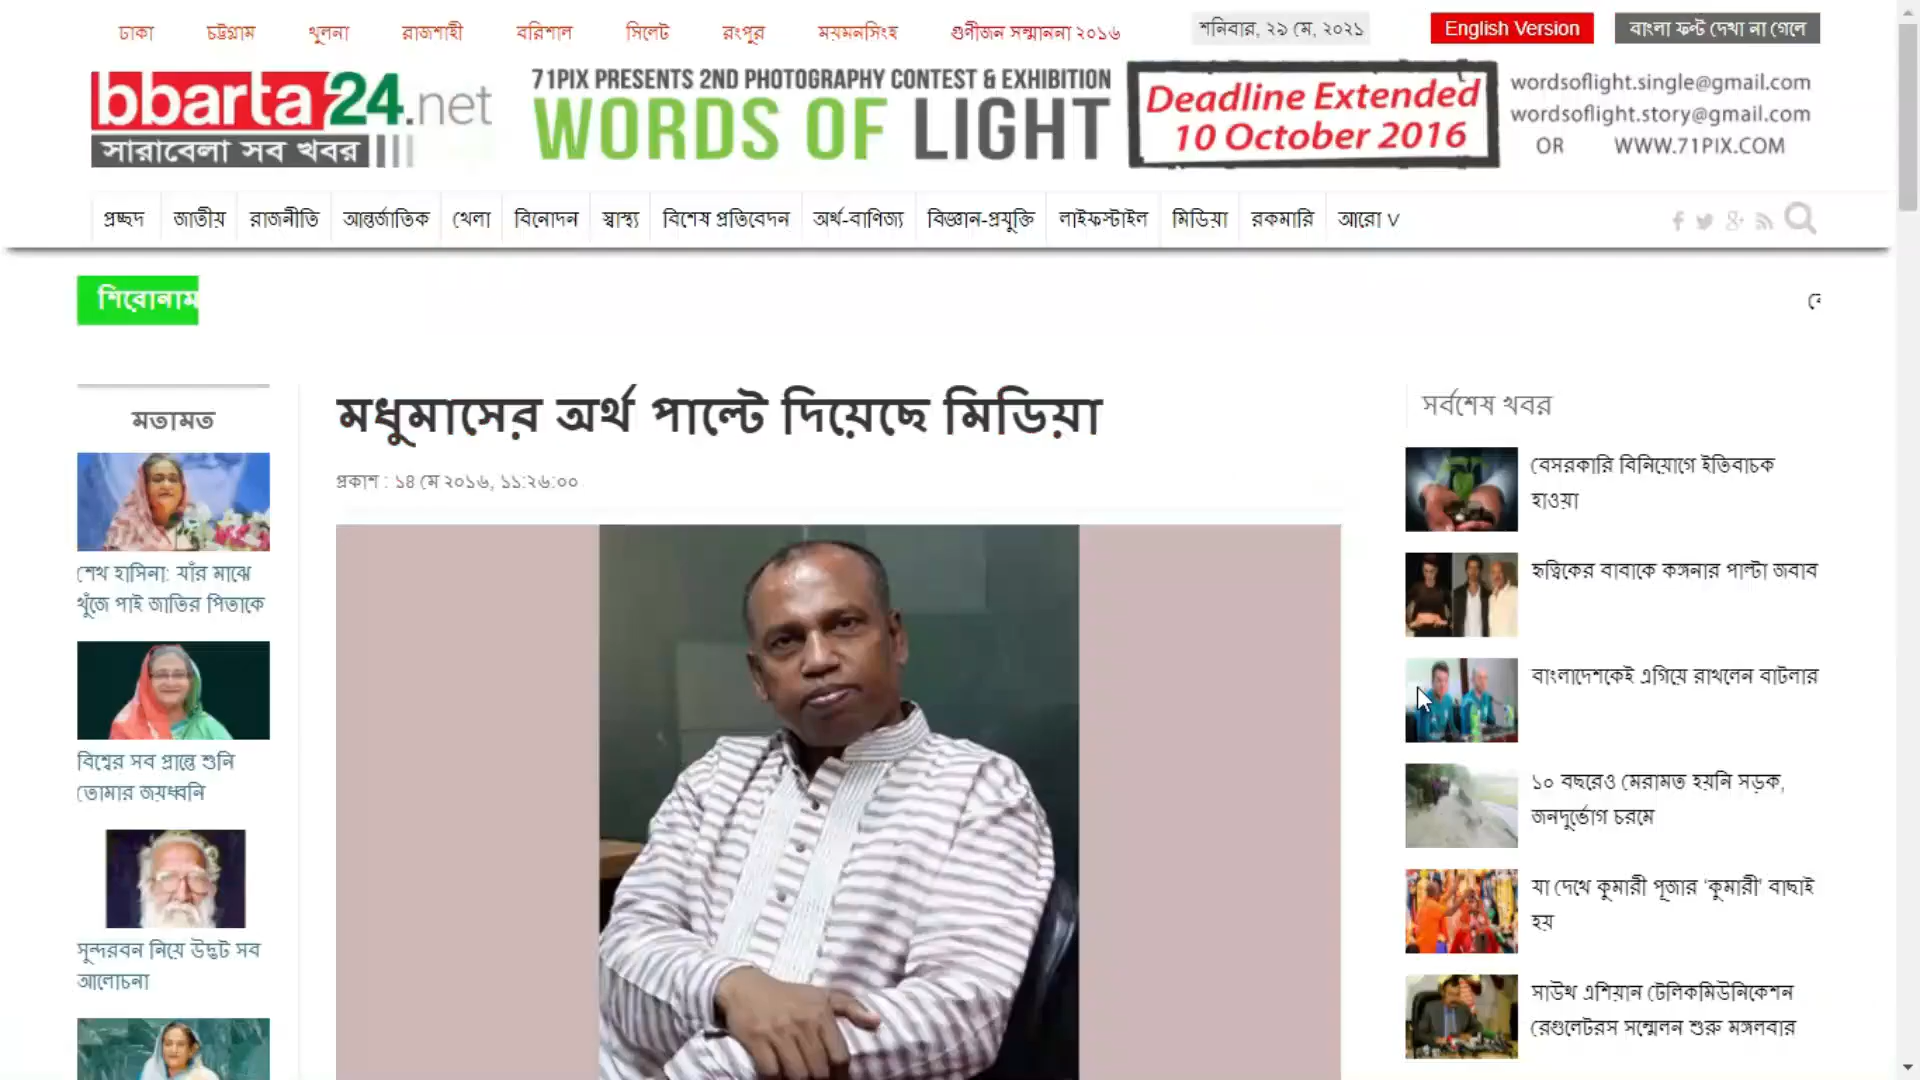 ঢাকা চট্টগ্রাম খুলনা রাজশাহী বরিশাল সিলেট রংপুর ময়মনসিংহ গুণীজন সম্মাননা ২০১৬ শনিবার, ২৯ মে, ২০২১ English Version বাংলা ফন্ট দেখা না গেলে
bbarta24.net
সারাবেলা সব খবর
71PIX PRESENTS 2ND PHOTOGRAPHY CONTEST & EXHIBITION
WORDS OF LIGHT
Deadline Extended
10 October 2016
wordsoflight.single@gmail.com
wordsoflight.story@gmail.com
OR WWW.71PIX.COM
প্রচ্ছদ জাতীয় রাজনীতি আন্তর্জাতিক খেলা বিনোদন স্বাস্থ্য বিশেষ প্রতিবেদন অর্থ-বাণিজ্য বিজ্ঞান-প্রযুক্তি লাইফস্টাইল মিডিয়া রকমারি আরো V
শিরোনাম
মতামত
শেখ হাসিনা: যাঁর মাঝে
খুঁজে পাই জাতির পিতাকে
বিশ্বের সব প্রান্তে শুনি
তোমার জয়ধ্বনি
সুন্দরবন নিয়ে উদ্ভট সব
আলোচনা
মধুমাসের অর্থ পাল্টে দিয়েছে মিডিয়া
প্রকাশ : ১৪ মে ২০১৬, ১১:২৬:০০
সর্বশেষ খবর
বেসরকারি বিনিয়োগে ইতিবাচক
হাওয়া
হৃত্বিকের বাবাকে কঙ্গনার পাল্টা জবাব
বাংলাদেশকেই এগিয়ে রাখলেন বাটলার
১০ বছরেও মেরামত হয়নি সড়ক,
জনদুর্ভোগ চরমে
যা দেখে কুমারী পূজার ‘কুমারী’ বাছাই
হয়
সাউথ এশিয়ান টেলিকমিউনিকেশন
রেগুলেটরস সম্মেলন শুরু মঙ্গলবার